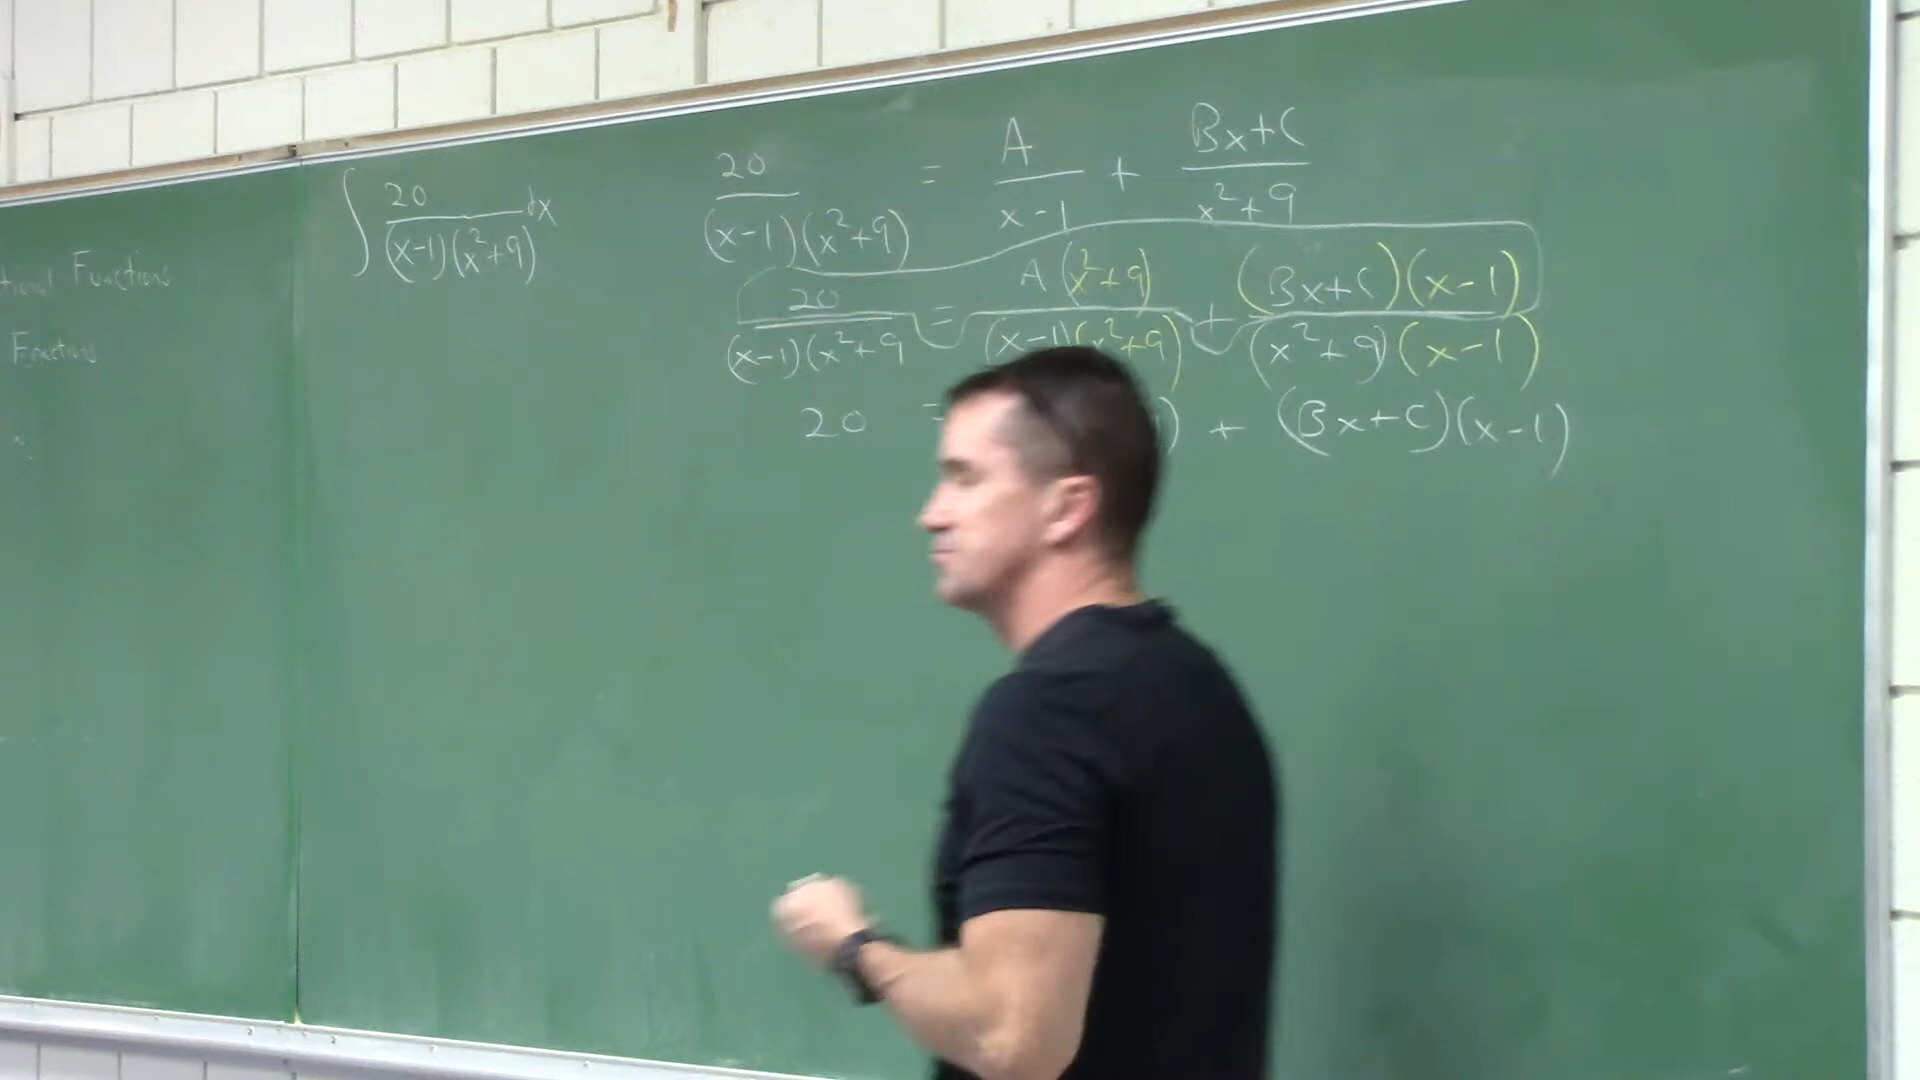 Functions
Functions
∫ 20/((x-1)(x²+9)) dx
20/((x-1)(x²+9)) = A/(x-1) + (Bx+C)/(x²+9)
20/((x-1)(x²+9 = A(x²+9)/((x-1)(x²+9)) + (Bx+C)(x-1)/((x²+9)(x-1))
20 = ) + (Bx+C)(x-1)